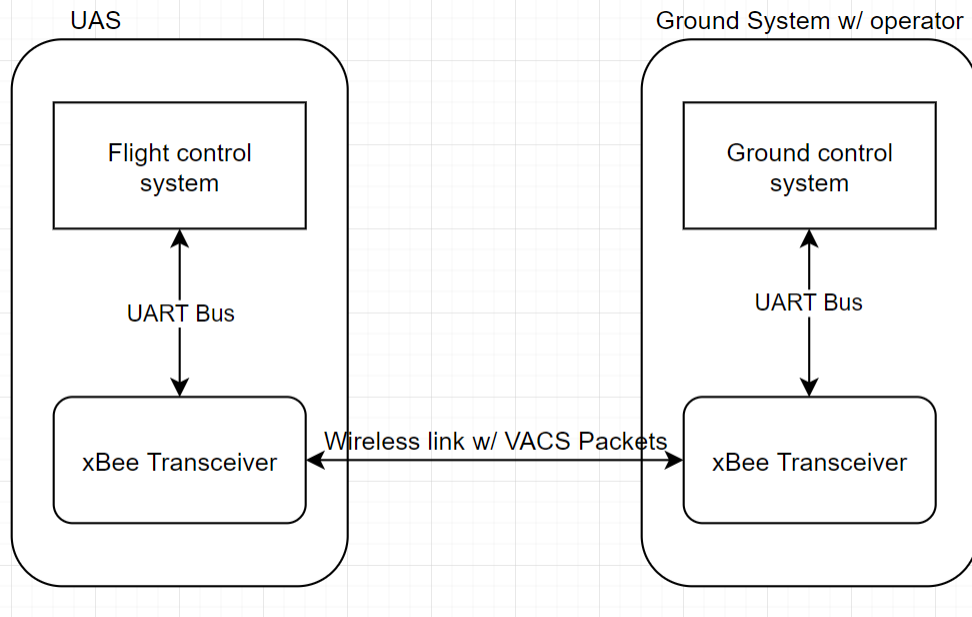 UAS
Ground System w/ operator
Flight control
system
Ground control
system
UART Bus
UART Bus
Wireless link w/ VACS Packets
xBee Transceiver
xBee Transceiver